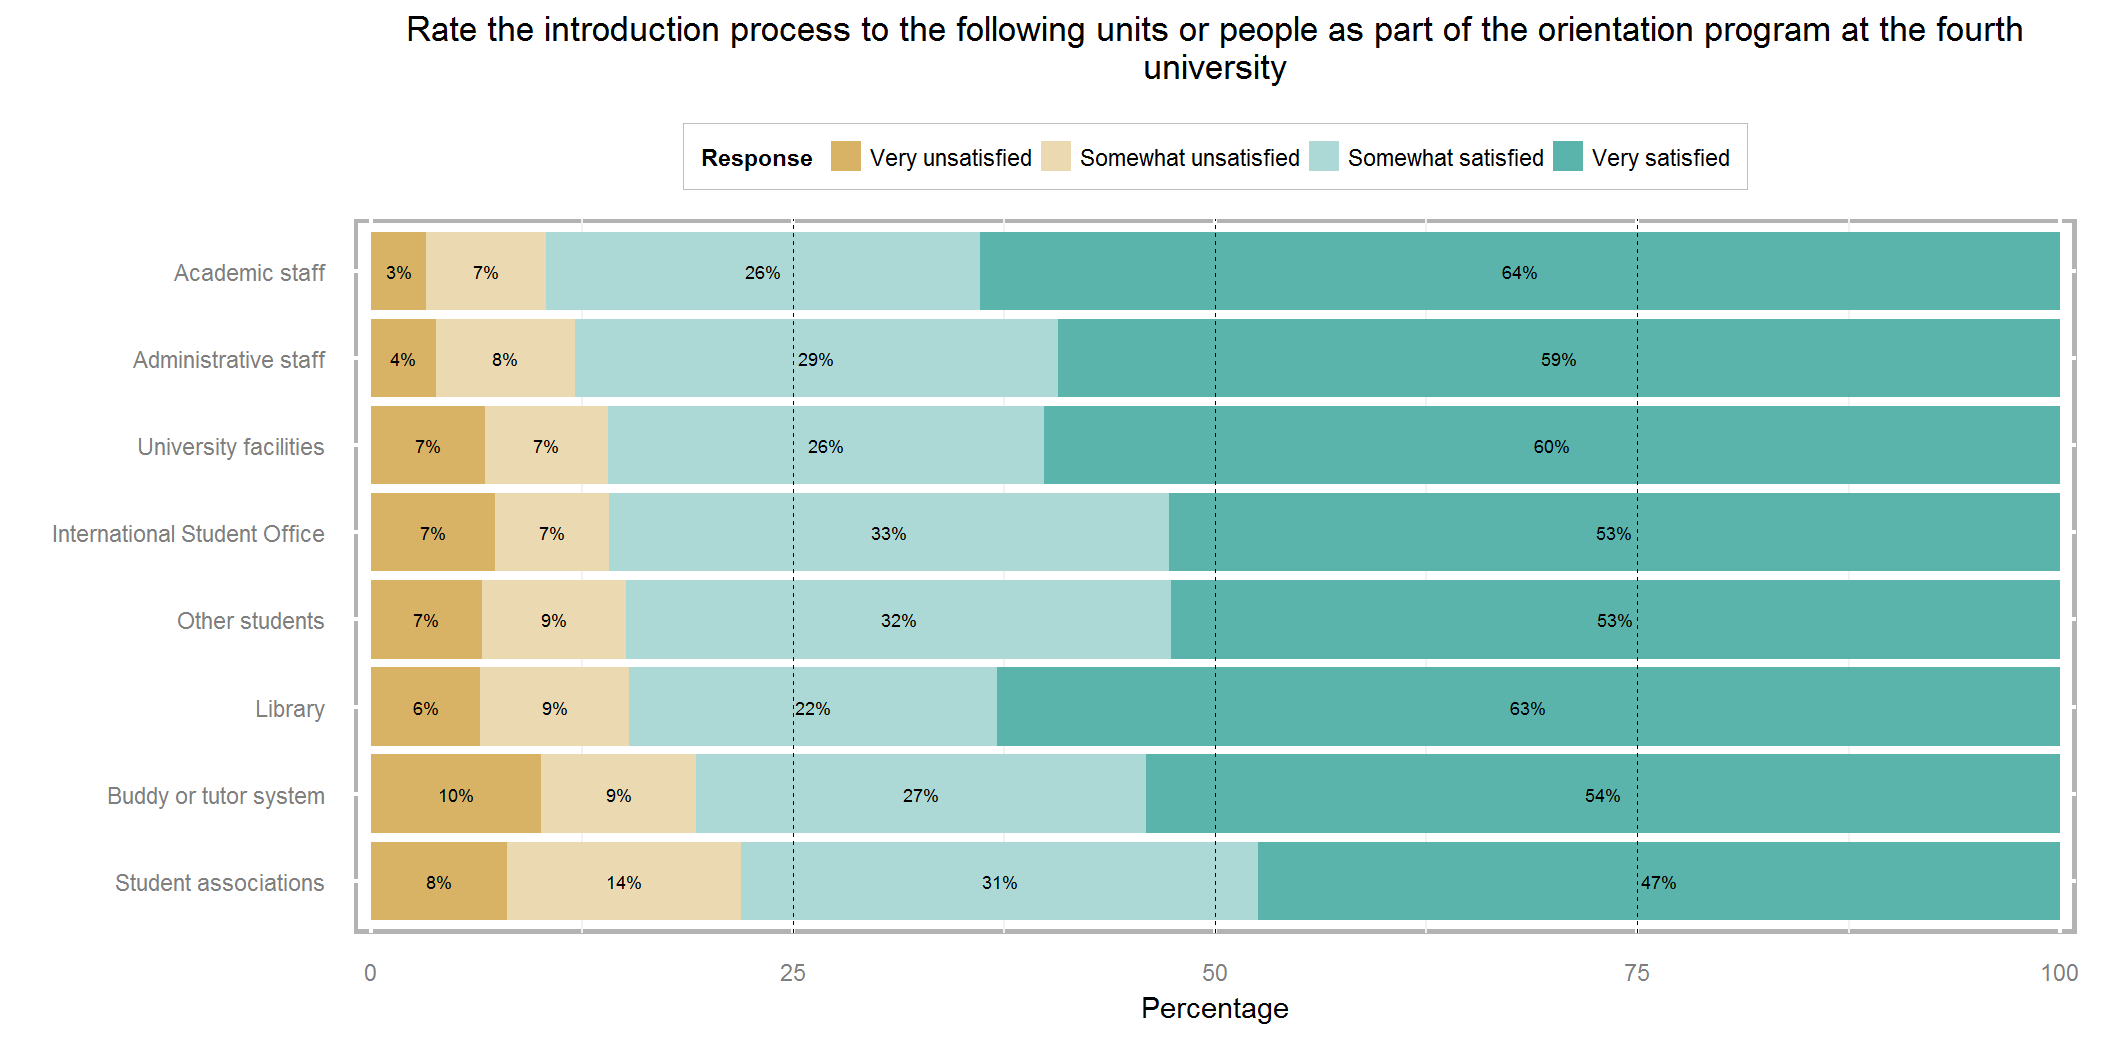 Rate the introduction process to the following units or people as part of the orientation program at the fourth
university
Response Very unsatisfied Somewhat unsatisfied Somewhat satisfied Very satisfied
Academic staff 3% 7% 26% 64%
Administrative staff 4% 8% 29% 59%
University facilities 7% 7% 26% 60%
International Student Office 7% 7% 33% 53%
Other students 7% 9% 32% 53%
Library 6% 9% 22% 63%
Buddy or tutor system 10% 9% 27% 54%
Student associations 8% 14% 31% 47%
0 25 50 75 100
Percentage